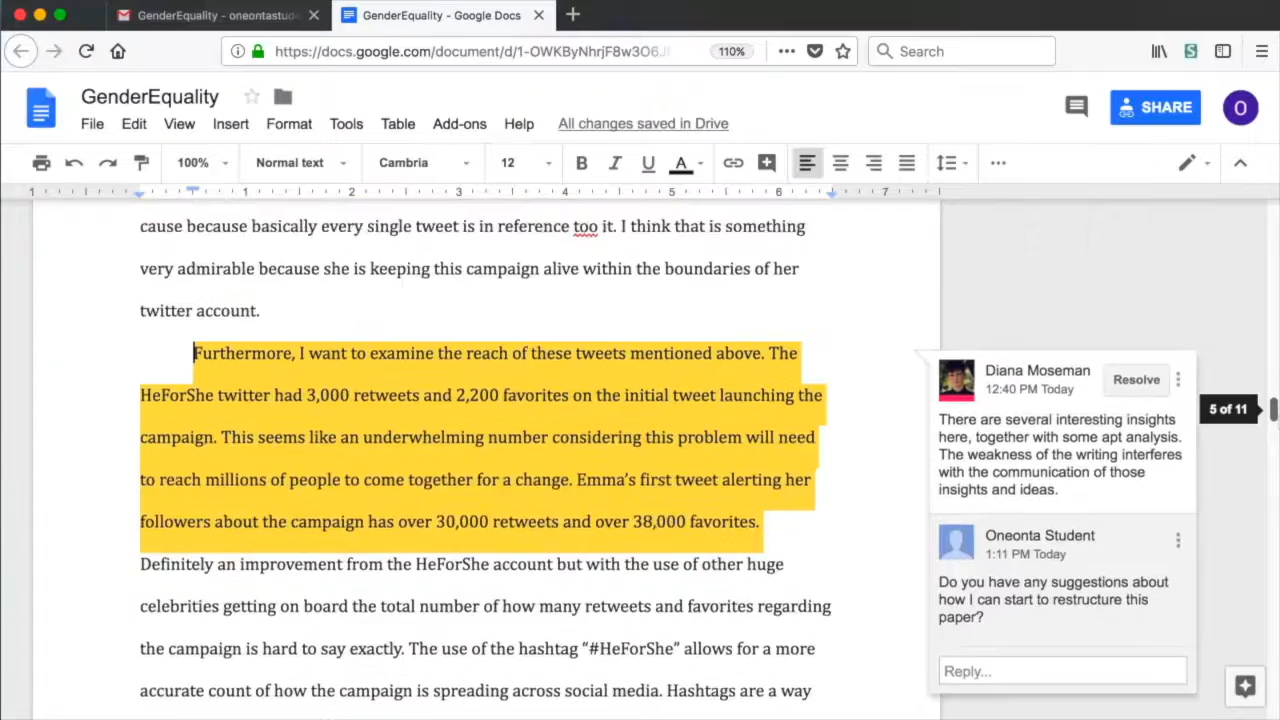 GenderEquality - oneontastude
GenderEquality - Google Docs
https://docs.google.com/document/d/1-OWKByNhrjF8w3O6J
110%
Search
GenderEquality
File Edit View Insert Format Tools Table Add-ons Help All changes saved in Drive
SHARE
O
100% Normal text Cambria 12 B I U A
1 1 2 3 4 5 6 7
cause because basically every single tweet is in reference too it. I think that is something
very admirable because she is keeping this campaign alive within the boundaries of her
twitter account.
Furthermore, I want to examine the reach of these tweets mentioned above. The
HeForShe twitter had 3,000 retweets and 2,200 favorites on the initial tweet launching the
campaign. This seems like an underwhelming number considering this problem will need
to reach millions of people to come together for a change. Emma’s first tweet alerting her
followers about the campaign has over 30,000 retweets and over 38,000 favorites.
Definitely an improvement from the HeForShe account but with the use of other huge
celebrities getting on board the total number of how many retweets and favorites regarding
the campaign is hard to say exactly. The use of the hashtag “#HeForShe” allows for a more
accurate count of how the campaign is spreading across social media. Hashtags are a way
Diana Moseman
12:40 PM Today
Resolve
There are several interesting insights
here, together with some apt analysis.
The weakness of the writing interferes
with the communication of those
insights and ideas.
Oneonta Student
1:11 PM Today
Do you have any suggestions about
how I can start to restructure this
paper?
Reply...
5 of 11